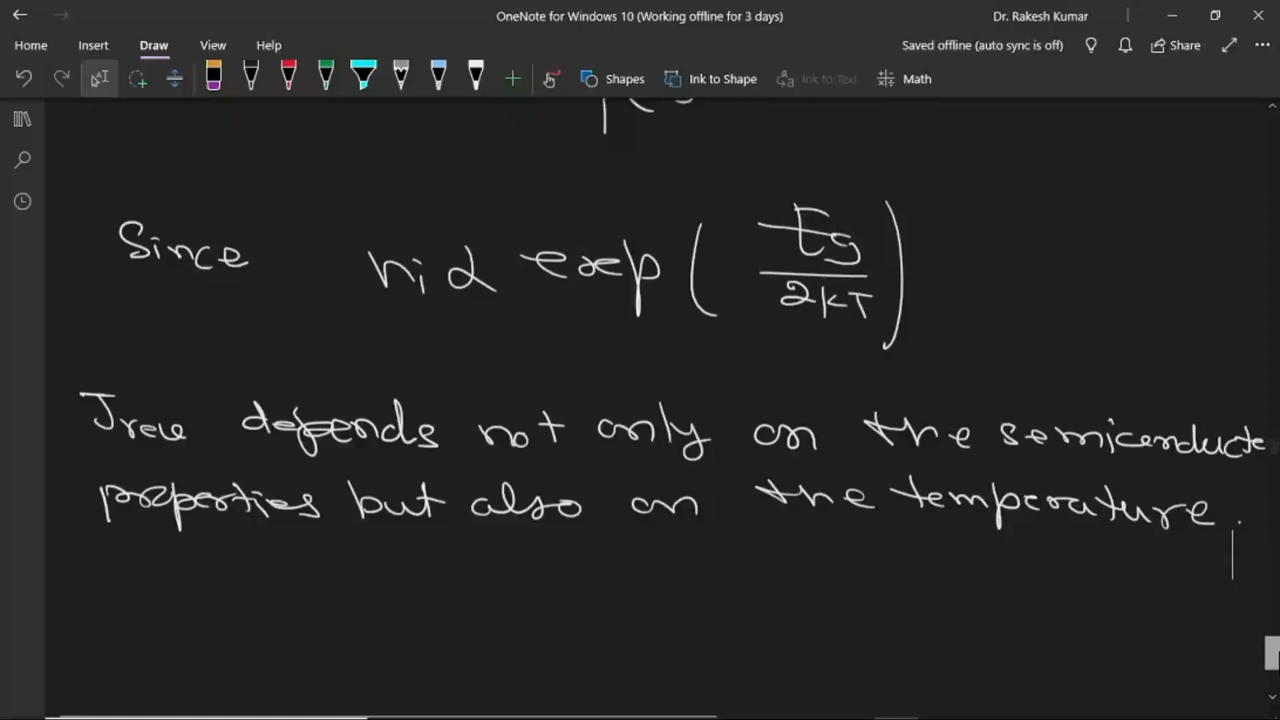 OneNote for Windows 10 (Working offline for 3 days)
Dr. Rakesh Kumar
Home Insert Draw View Help
Saved offline (auto sync is off) Share
Shapes Ink to Shape Ink to Text Math
Since ni α exp(-Eg/2kT)
Jrev depends not only on the semiconducto
properties but also on the temperature.